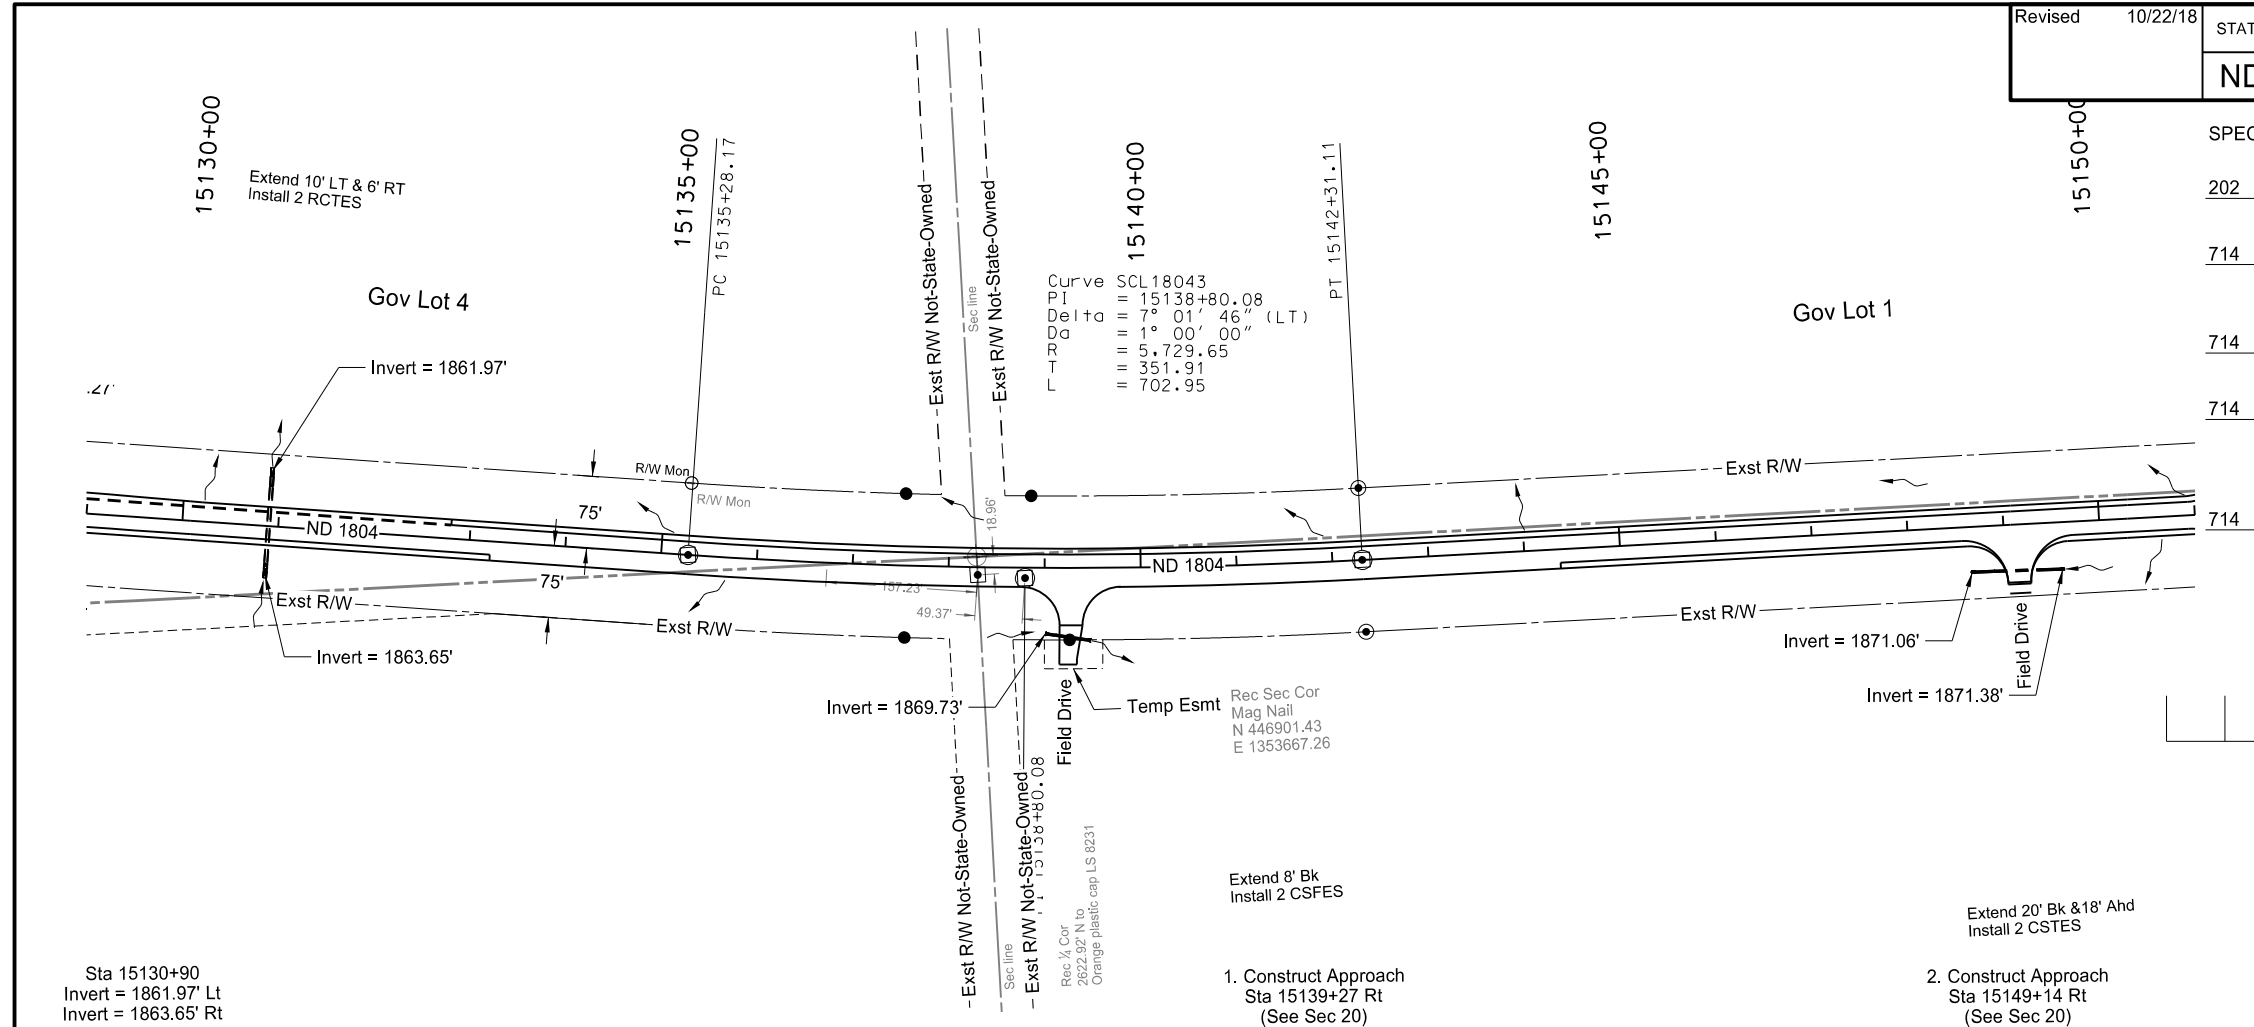 Revised 10/22/18
STAT
ND
SPEC
202
714
714
714
714
15130+00
15135+00
15140+00
15145+00
15150+00
Extend 10' LT & 6' RT
Install 2 RCTES
PC 15135+28.17
PT 15142+31.11
Exst R/W Not-State-Owned
Sec line
Exst R/W Not-State-Owned
Gov Lot 4
Gov Lot 1
Curve SCL18043
PI = 15138+80.08
Delta = 7° 01' 46" (LT)
Da = 1° 00' 00"
R = 5,729.65
T = 351.91
L = 702.95
Invert = 1861.97'
R/W Mon
R/W Mon
Exst R/W
75'
18.96'
ND 1804
ND 1804
75'
157.23
49.37'
Exst R/W
Exst R/W
Exst R/W
Invert = 1863.65'
Invert = 1871.06'
Invert = 1871.38'
Field Drive
Invert = 1869.73'
Field Drive
Temp Esmt
Rec Sec Cor
Mag Nail
N 446901.43
E 1353667.26
Exst R/W Not-State-Owned
Sec line
Exst R/W Not-State-Owned
15138+80.08
Rec ¼ Cor
2622.92' N to
Orange plastic cap LS 8231
Extend 8' Bk
Install 2 CSFES
Extend 20' Bk &18' Ahd
Install 2 CSTES
Sta 15130+90
Invert = 1861.97' Lt
Invert = 1863.65' Rt
1. Construct Approach
Sta 15139+27 Rt
(See Sec 20)
2. Construct Approach
Sta 15149+14 Rt
(See Sec 20)